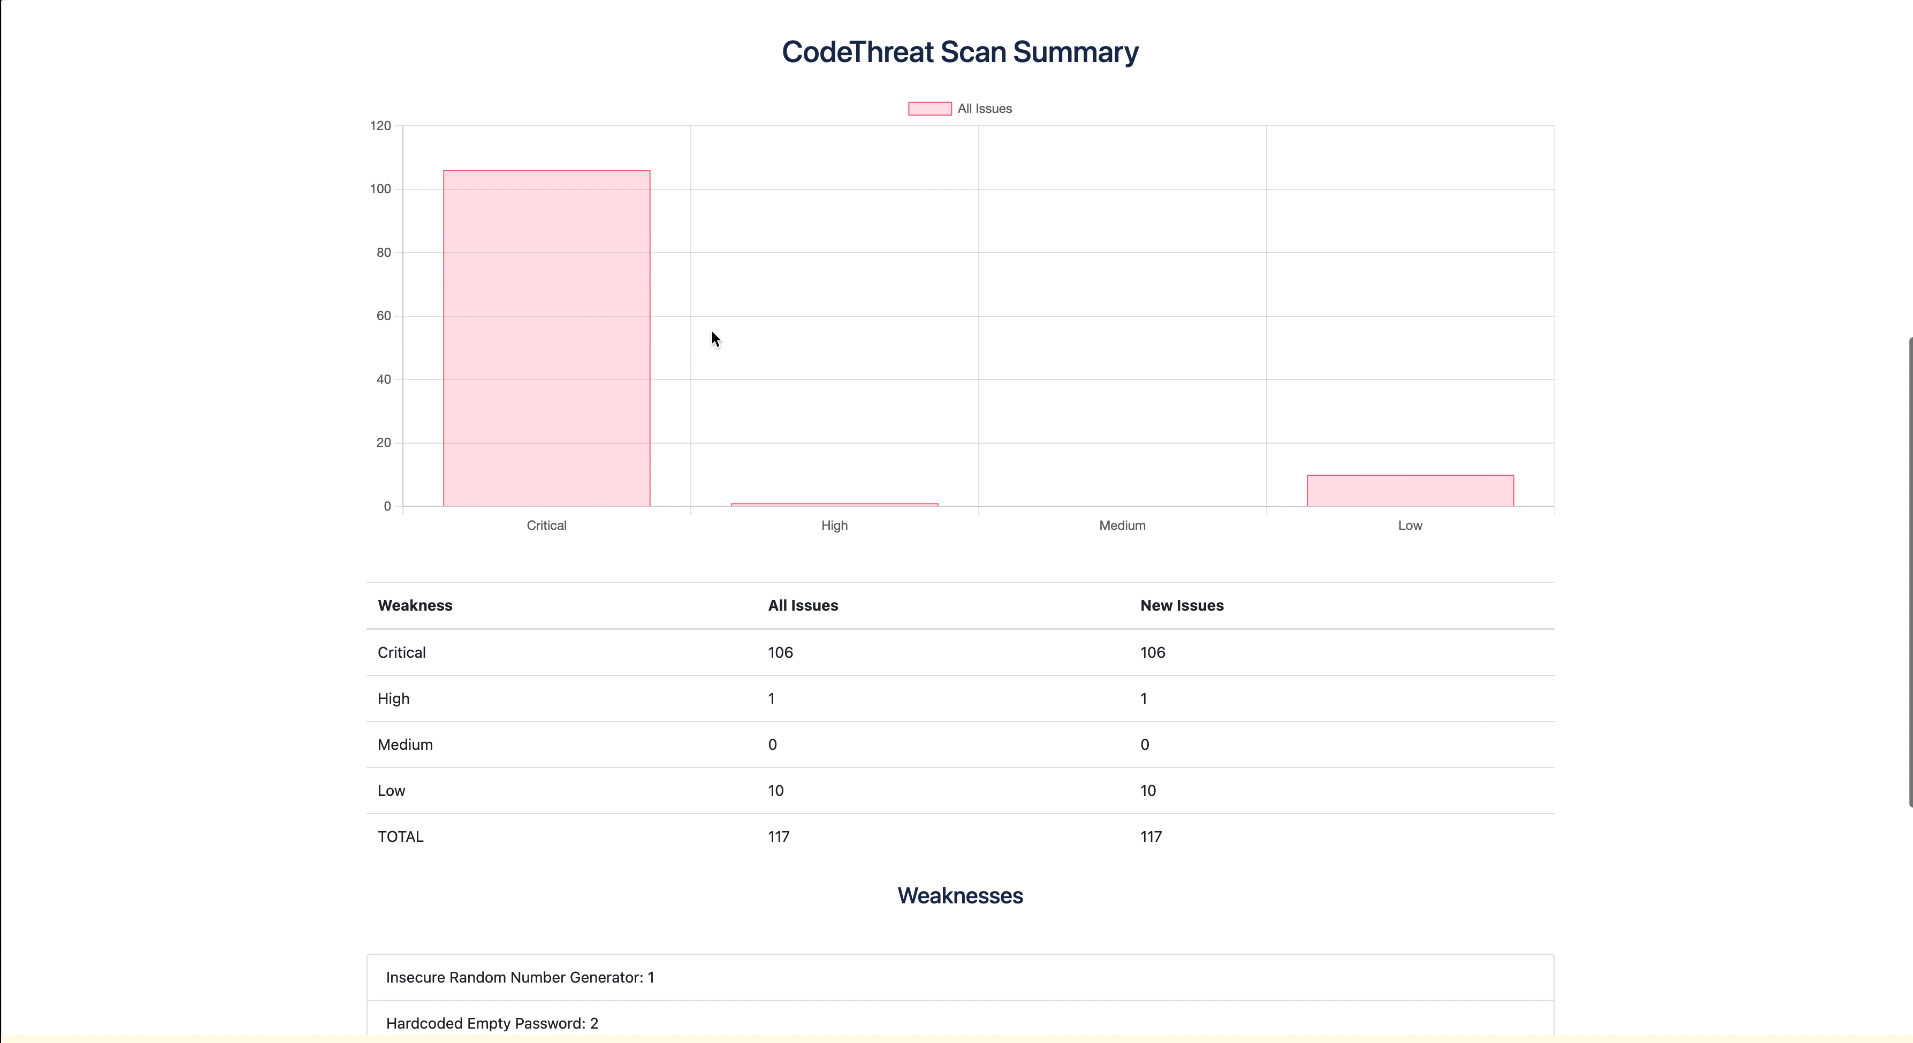 CodeThreat Scan Summary
All Issues
120
100
80
60
40
20
0
Critical High Medium Low
Weakness All Issues New Issues
Critical 106 106
High 1 1
Medium 0 0
Low 10 10
TOTAL 117 117
Weaknesses
Insecure Random Number Generator: 1
Hardcoded Empty Password: 2